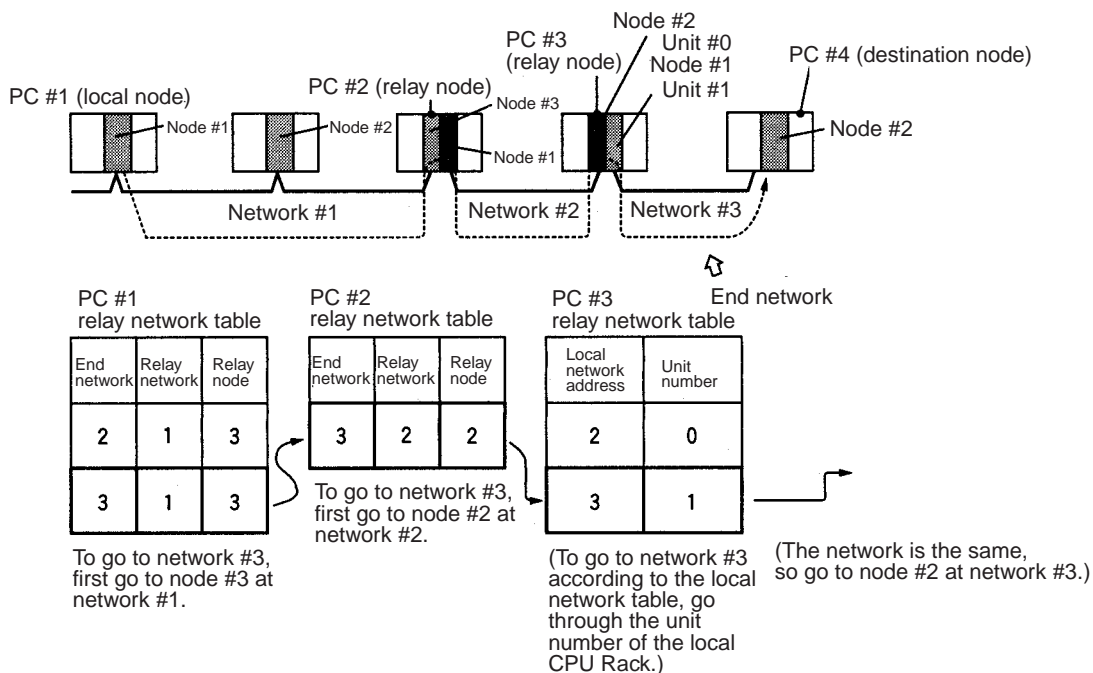 Node #2
PC #3
(relay node)
Unit #0
Node #1
Unit #1
PC #4 (destination node)
PC #1 (local node)
PC #2 (relay node)
Node #1
Node #2
Node #3
Node #1
Node #2
Network #1
Network #2
Network #3
End network
PC #1
relay network table
End
network
Relay
network
Relay
node
2
1
3
3
1
3
To go to network #3,
first go to node #3 at
network #1.
PC #2
relay network table
End
network
Relay
network
Relay
node
3
2
2
To go to network #3,
first go to node #2 at
network #2.
PC #3
relay network table
Local
network
address
Unit
number
2
0
3
1
(To go to network #3
according to the local
network table, go
through the unit
number of the local
CPU Rack.)
(The network is the same,
so go to node #2 at network #3.)